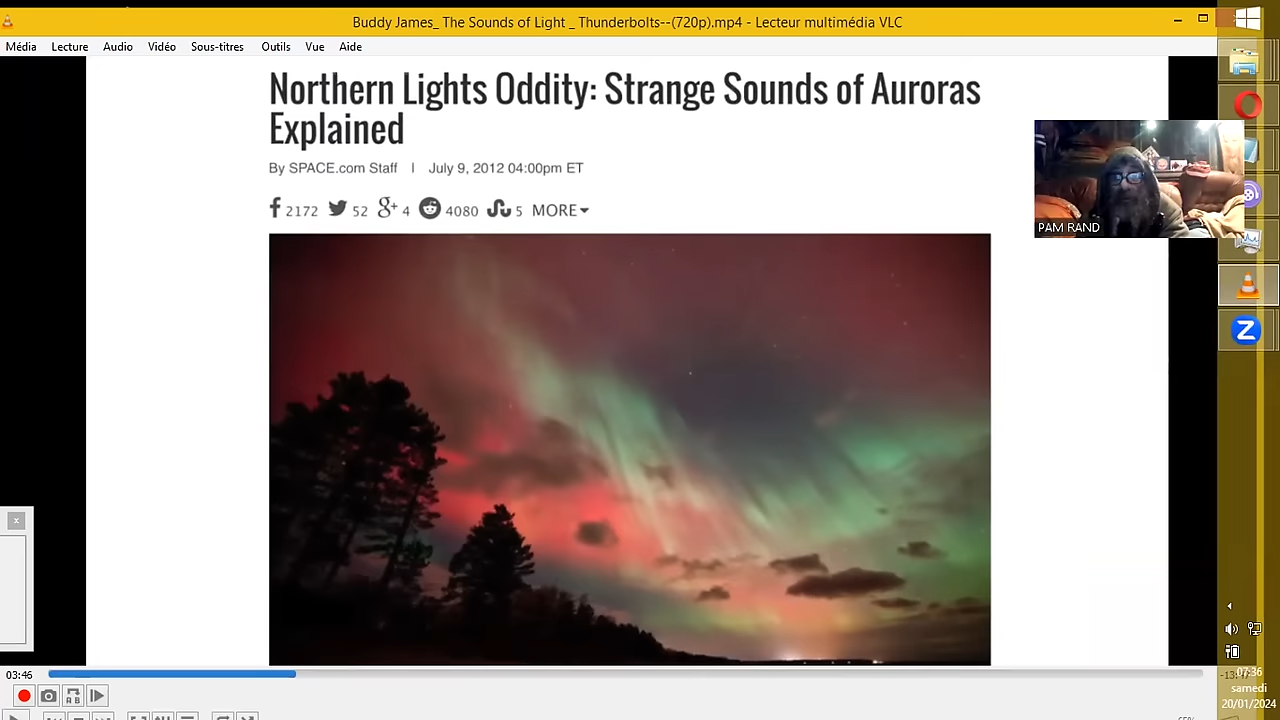 Buddy James_ The Sounds of Light _ Thunderbolts--(720p).mp4 - Lecteur multimédia VLC
Média Lecture Audio Vidéo Sous-titres Outils Vue Aide
Northern Lights Oddity: Strange Sounds of Auroras
Explained
By SPACE.com Staff | July 9, 2012 04:00pm ET
2172 52 4 4080 5 MORE
PAM RAND
03:46
07:36
samedi
20/01/2024